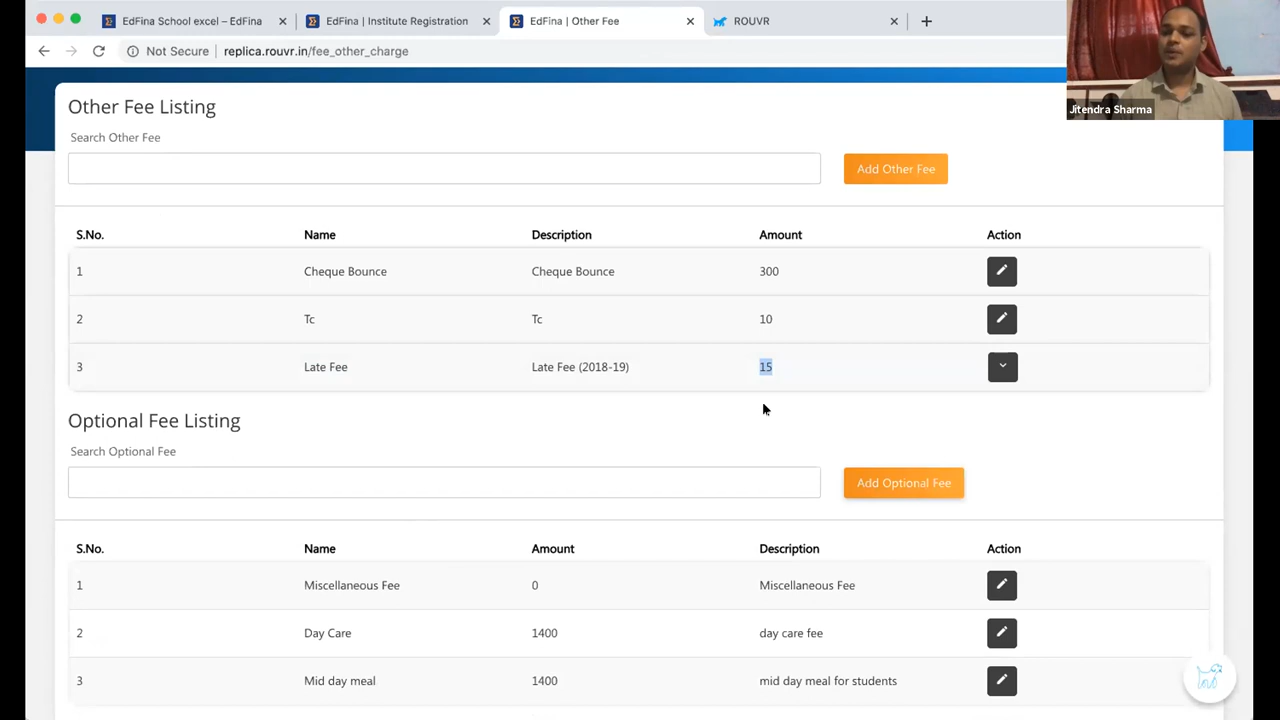 EdFina School excel – EdFina
EdFina | Institute Registration
EdFina | Other Fee
ROUVR
Not Secure
replica.rouvr.in/fee_other_charge
Jitendra Sharma
Other Fee Listing
Search Other Fee
Add Other Fee
S.No. Name Description Amount Action
1 Cheque Bounce Cheque Bounce 300
2 Tc Tc 10
3 Late Fee Late Fee (2018-19) 15
Optional Fee Listing
Search Optional Fee
Add Optional Fee
S.No. Name Amount Description Action
1 Miscellaneous Fee 0 Miscellaneous Fee
2 Day Care 1400 day care fee
3 Mid day meal 1400 mid day meal for students